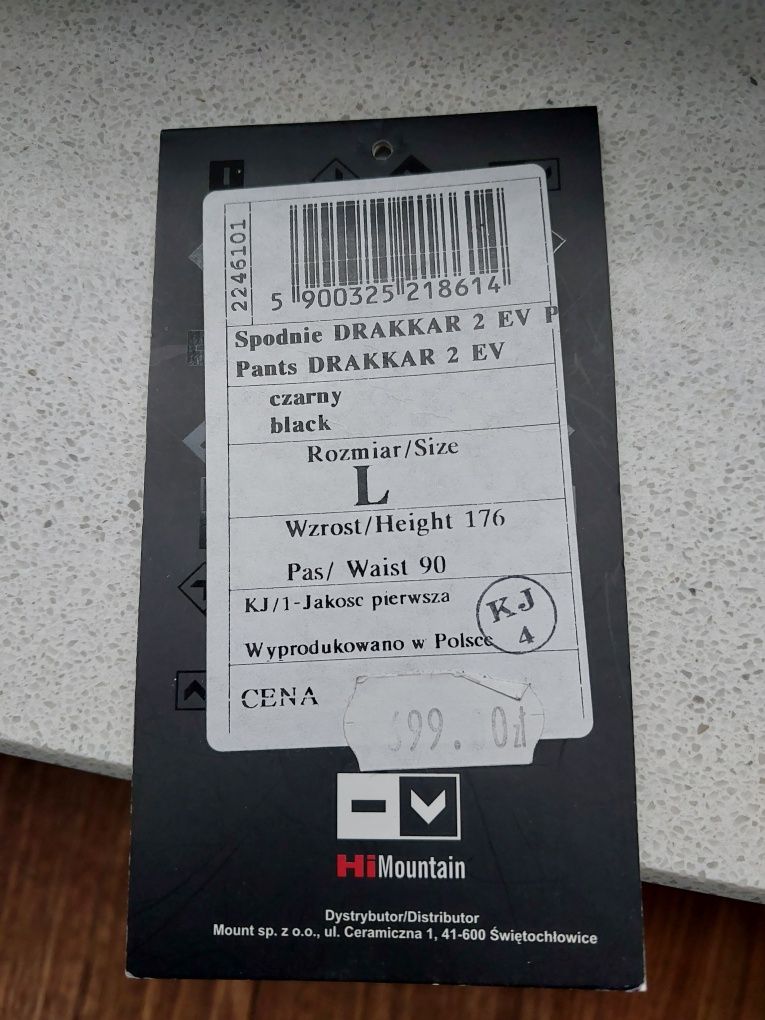 2246101
5 900325 218614
Spodnie DRAKKAR 2 EV P
Pants DRAKKAR 2 EV
czarny
black
Rozmiar/Size
L
Wzrost/Height 176
Pas/ Waist 90
KJ/1-Jakosc pierwsza
KJ
4
Wyprodukowano w Polsce
CENA
HiMountain
Dystrybutor/Distributor
Mount sp. z o.o., ul. Ceramiczna 1, 41-600 Świętochłowice